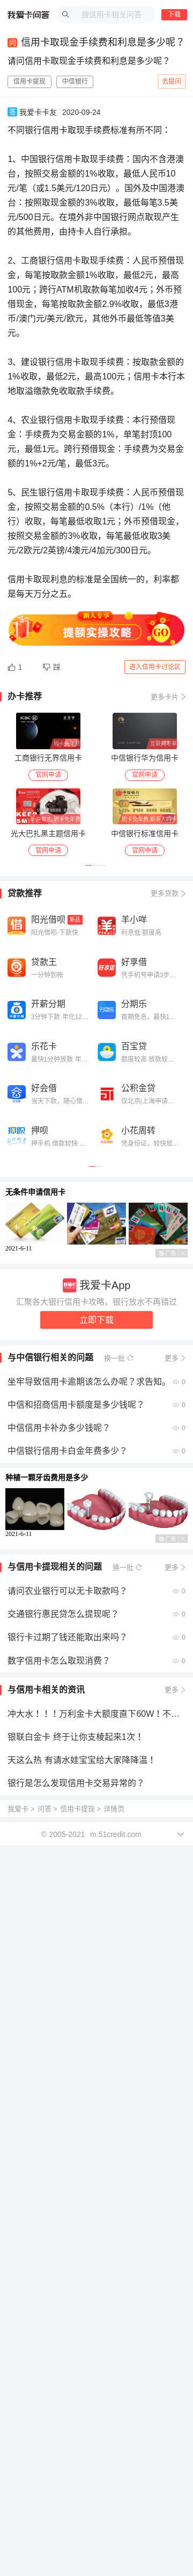 我爱卡问答
搜信用卡相关问答
下载
问 信用卡取现金手续费和利息是多少呢？
请问信用卡取现金手续费和利息是多少呢？
信用卡提现 中信银行 去提问
答 我爱卡卡友 2020-09-24
不同银行信用卡取现手续费标准有所不同：
1、中国银行信用卡取现手续费：国内不含港澳
台，按照取现金额的1%收取，最低人民币10
元/笔（或1.5美元/120日元）。国外及中国港澳
台：按照取现金额的3%收取，最低每笔3.5美
元/500日元。在境外非中国银行网点取现产生
的其他费用，由持卡人自行承担。
2、工商银行信用卡取现手续费：人民币预借现
金，每笔按取款金额1%收取，最低2元，最高
100元；跨行ATM机取款每笔加收4元；外币预
借现金，每笔按取款金额2.9%收取，最低3港
币/澳门元/美元/欧元，其他外币最低等值3美
元。
3、建设银行信用卡取现手续费：按取款金额的
1%收取，最低2元，最高100元；信用卡行本行本
地取溢缴款免收取款手续费。
4、农业银行信用卡取现手续费：本行预借现
金：手续费为交易金额的1%，单笔封顶100
元，最低1元。跨行预借现金：手续费为交易金
额的1%+2元/笔，最低3元。
5、民生银行信用卡取现手续费：人民币预借现
金，按照交易金额的0.5%（本行）/1%（他
行）收取，每笔最低收取1元；外币预借现金，
按照交易金额的3%收取，每笔最低收取3美
元/2欧元/2英镑/4澳元/4加元/300日元。
信用卡取现利息的标准是全国统一的，利率都
是每天万分之五。
新人专享
提额实操攻略
GO
1 踩 进入信用卡讨论区
办卡推荐 更多卡片
工商银行无界信用卡 中信银行华为信用卡
官网申请 官网申请
光大巴扎黑主题信用卡 中信银行标准信用卡
官网申请 官网申请
贷款推荐 更多贷款
阳光借呗 新品
阳光借呗-下款快
羊小咩
利息低 额度高
贷款王
一分钟到帐
好享借
凭手机号申请3步...
开薪分期
3分钟下款 年化12...
分期乐
首期免息，最快1...
乐花卡
最快1分钟放款 年...
百宝贷
额度较高 放款较...
好会借
当天下款，随心借...
公积金贷
仅北京|上海申请...
押呗
押手机 借款较快 ...
小花周转
凭身份证，较快放...
无条件申请信用卡
2021-6-11
广告
我爱卡App
汇聚各大银行信用卡攻略，银行放水不再错过
立即下载
与中信银行相关的问题 换一批 更多
坐牢导致信用卡逾期该怎么办呢？求告知。 0
中信和招商信用卡额度是多少钱呢？ 0
中信信用卡补办多少钱呢？ 0
中信银行信用卡白金年费多少？ 0
种植一颗牙齿费用是多少
2021-6-11
广告
与信用卡提现相关的问题 换一批 更多
请问农业银行可以无卡取款吗？ 0
交通银行惠民贷怎么提现呢？ 0
银行卡过期了钱还能取出来吗？ 0
数字信用卡怎么取现消费？ 0
与信用卡相关的资讯 更多
冲大水！！！万利金卡大额度直下60W！不...
银联白金卡 终于让你支棱起来1次！
天这么热 有请水娃宝宝给大家降降温！
银行是怎么发现信用卡交易异常的？
我爱卡 > 问答 > 信用卡提现 > 详情页
© 2005-2021 m.51credit.com